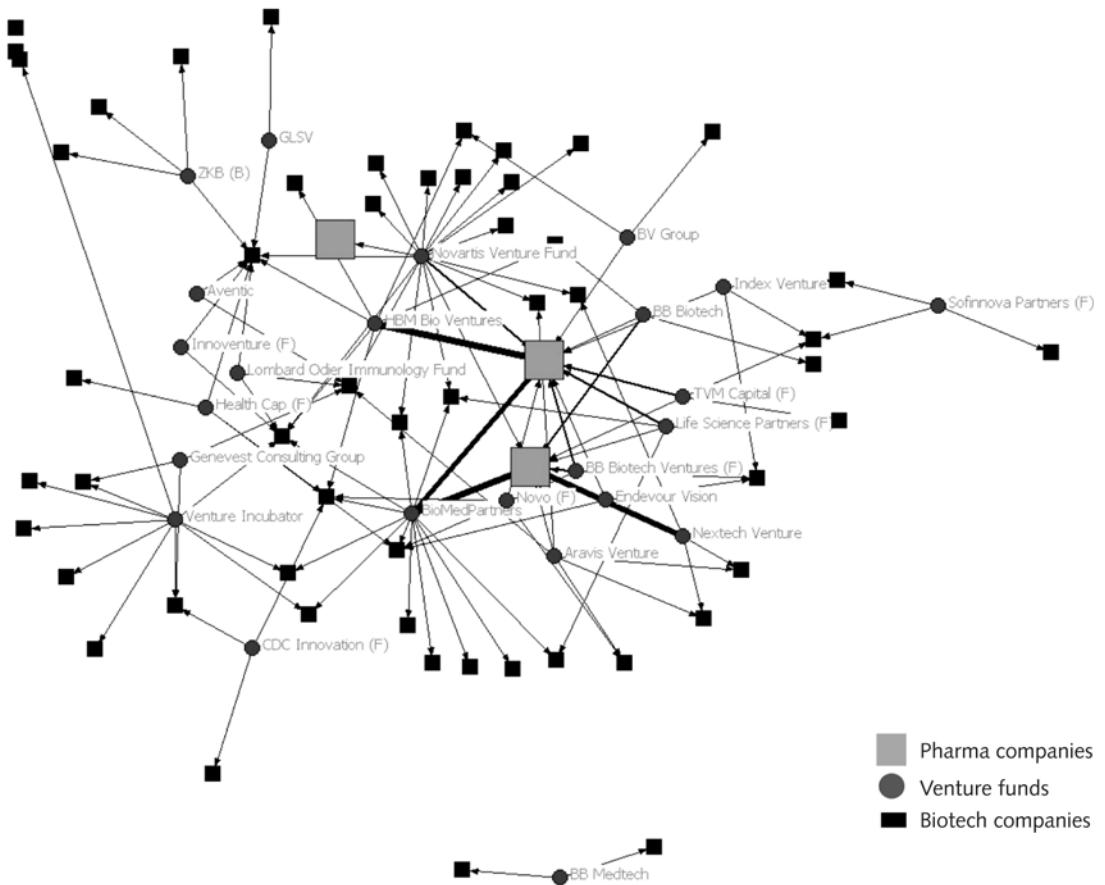 GLSV
ZKB (B)
BV Group
Novartis Venture Fund
Index Venture
Aventic
Sofinnova Partners (F)
BB Biotech
HBM Bio Ventures
Innoventure (F)
Lombard Odier Immunology Fund
TVM Capital (F)
Health Cap (F)
Life Science Partners (F)
Genevest Consulting Group
BB Biotech Ventures (F)
Novo (F)
Endevour Vision
BioMedPartners
Venture Incubator
Nextech Venture
Aravis Venture
CDC Innovation (F)
Pharma companies
Venture funds
Biotech companies
BB Medtech